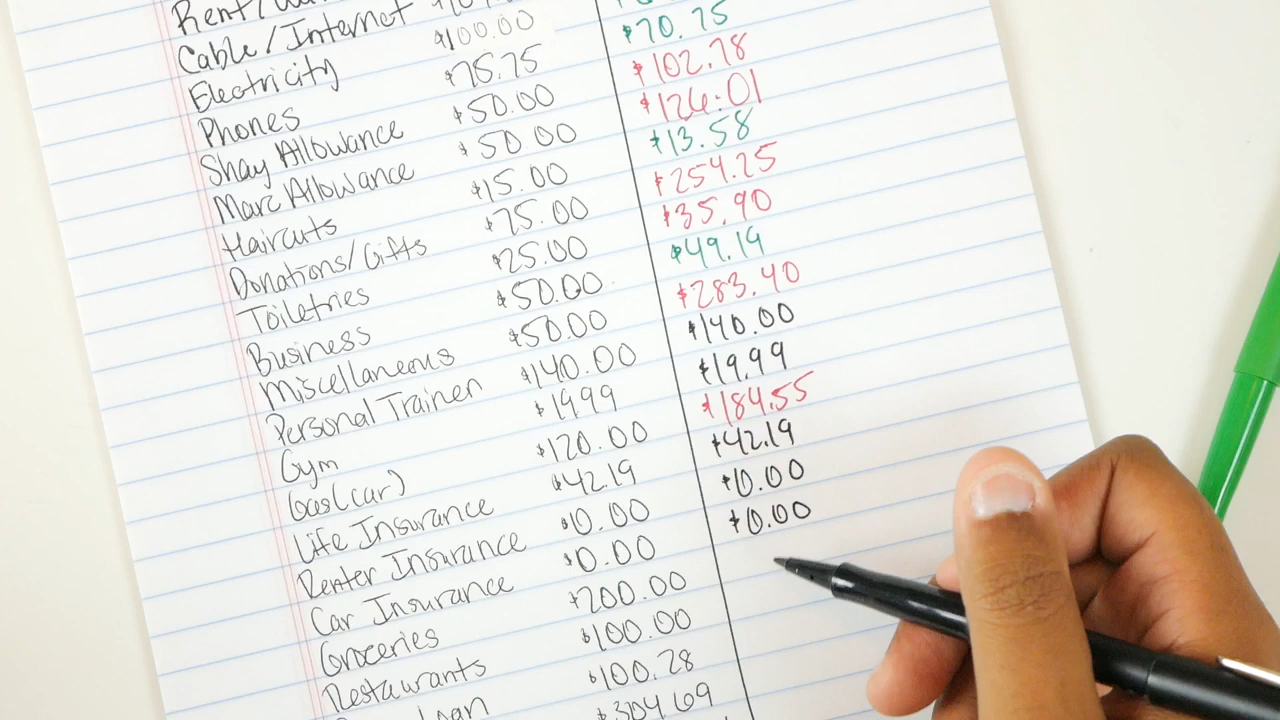 Cable/Internet
Electricity $100.00
Phones $75.75 $70.75
Shay Allowance $50.00 $102.78
Marc Allowance $50.00 $126.01
Haircuts $15.00 $13.58
Donations/Gifts $75.00 $254.25
Toiletries $25.00 $35.90
Business $50.00 $49.19
Miscellaneous $50.00 $283.40
Personal Trainer $140.00 $140.00
Gym $19.99 $19.99
Gas(car) $120.00 $184.55
Life Insurance $42.19 $42.19
Renter Insurance $0.00 $0.00
Car Insurance $0.00 $0.00
Groceries $200.00
Restaurants $100.00
Loan $100.28
$304.69